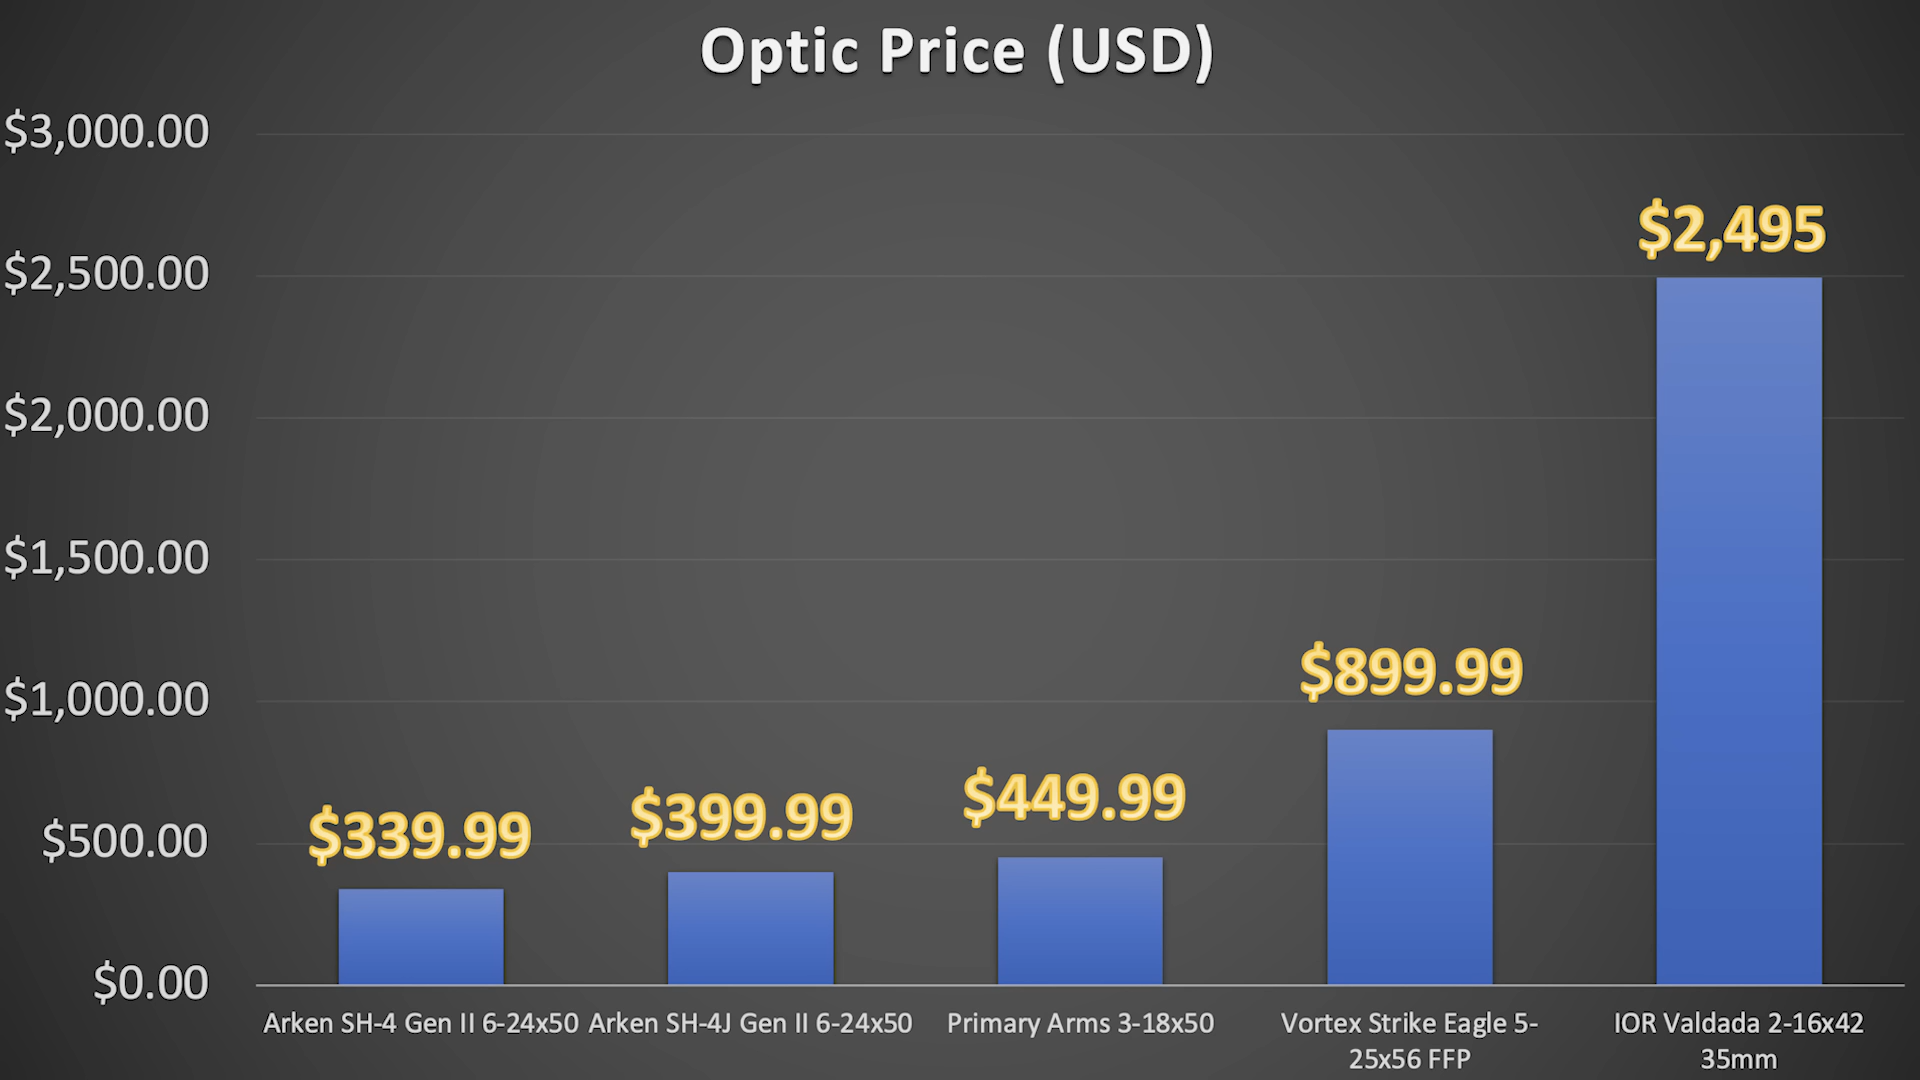 Optic Price (USD)
$3,000.00
$2,500.00
$2,000.00
$1,500.00
$1,000.00
$500.00
$0.00
$339.99
$399.99
$449.99
$899.99
$2,495
Arken SH-4 Gen II 6-24x50
Arken SH-4J Gen II 6-24x50
Primary Arms 3-18x50
Vortex Strike Eagle 5-
25x56 FFP
IOR Valdada 2-16x42
35mm